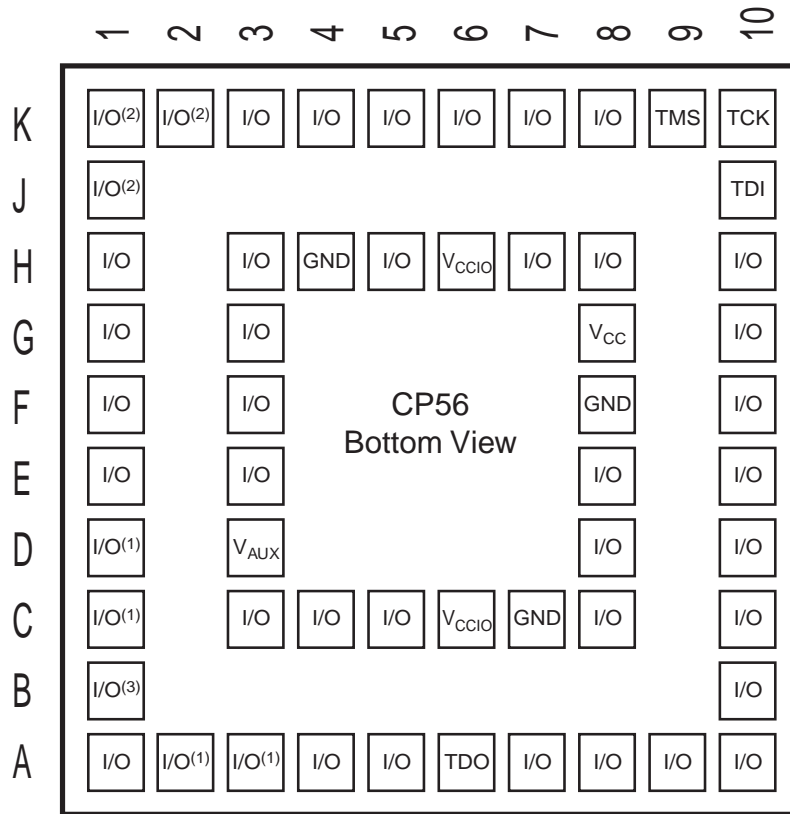 1 2 3 4 5 6 7 8 9 10
K I/O(2) I/O(2) I/O I/O I/O I/O I/O I/O TMS TCK
J I/O(2) TDI
H I/O I/O GND I/O VCCIO I/O I/O I/O
G I/O I/O VCC I/O
F I/O I/O CP56 GND I/O
Bottom View
E I/O I/O I/O I/O
D I/O(1) VAUX I/O I/O
C I/O(1) I/O I/O I/O VCCIO GND I/O I/O
B I/O(3) I/O
A I/O I/O(1) I/O(1) I/O I/O TDO I/O I/O I/O I/O